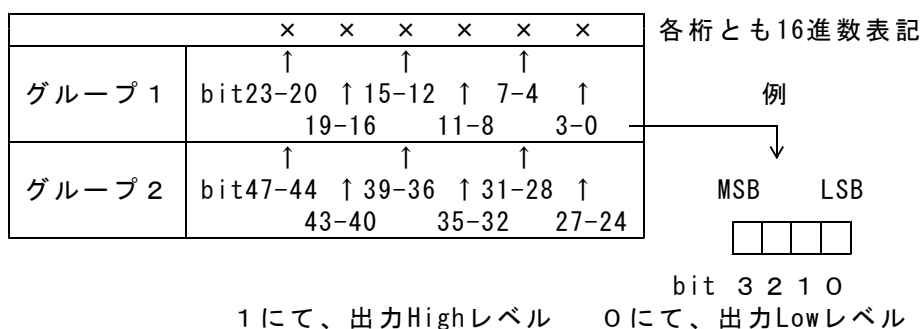 × × × × × × 各桁とも16進数表記
↑ ↑ ↑
グループ1 bit23-20 ↑ 15-12 ↑ 7-4 ↑ 例
19-16 11-8 3-0
↑ ↑ ↑
グループ2 bit47-44 ↑ 39-36 ↑ 31-28 ↑ MSB LSB
43-40 35-32 27-24
bit 3 2 1 0
1にて、出力Highレベル 0にて、出力Lowレベル